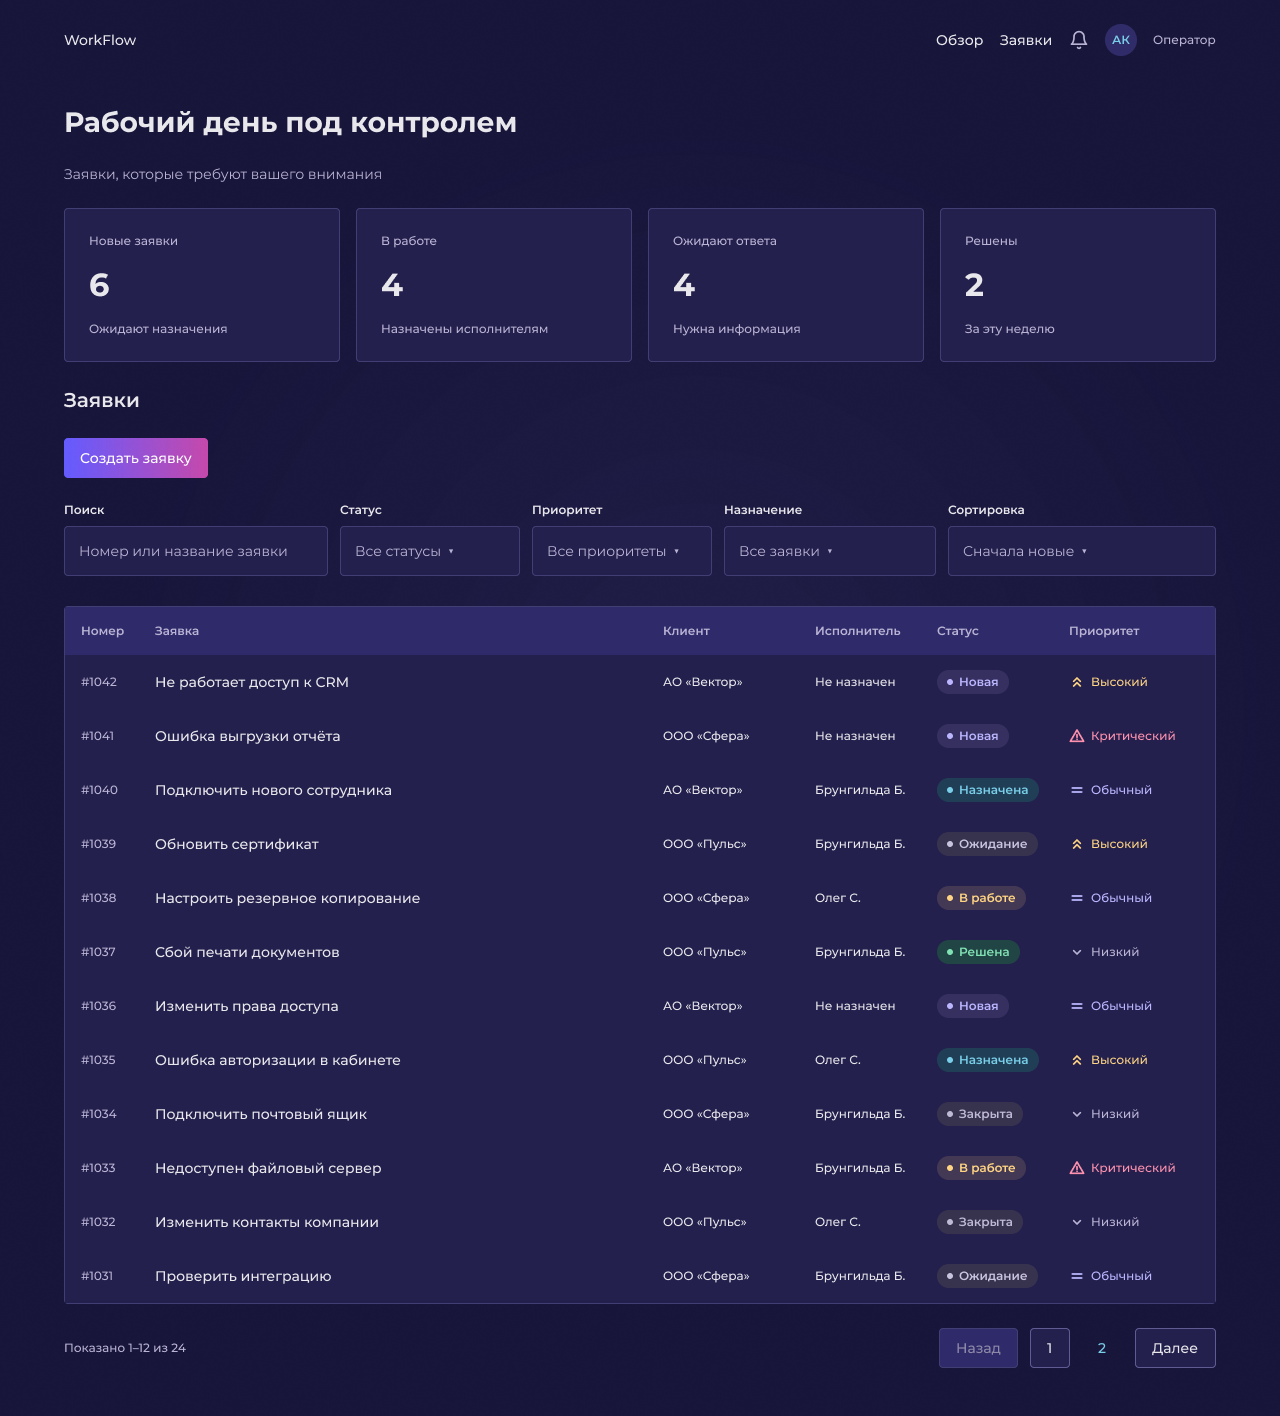 WorkFlow Обзор Заявки АК Оператор
Рабочий день под контролем
Заявки, которые требуют вашего внимания
Новые заявки В работе Ожидают ответа Решены
6 4 4 2
Ожидают назначения Назначены исполнителям Нужна информация За эту неделю
Заявки
Создать заявку
Поиск Статус Приоритет Назначение Сортировка
Номер или название заявки Все статусы Все приоритеты Все заявки Сначала новые
Номер Заявка Клиент Исполнитель Статус Приоритет
#1042 Не работает доступ к CRM АО «Вектор» Не назначен Новая Высокий
#1041 Ошибка выгрузки отчёта ООО «Сфера» Не назначен Новая Критический
#1040 Подключить нового сотрудника АО «Вектор» Брунгильда Б. Назначена Обычный
#1039 Обновить сертификат ООО «Пульс» Брунгильда Б. Ожидание Высокий
#1038 Настроить резервное копирование ООО «Сфера» Олег С. В работе Обычный
#1037 Сбой печати документов ООО «Пульс» Брунгильда Б. Решена Низкий
#1036 Изменить права доступа АО «Вектор» Не назначен Новая Обычный
#1035 Ошибка авторизации в кабинете ООО «Пульс» Олег С. Назначена Высокий
#1034 Подключить почтовый ящик ООО «Сфера» Брунгильда Б. Закрыта Низкий
#1033 Недоступен файловый сервер АО «Вектор» Брунгильда Б. В работе Критический
#1032 Изменить контакты компании ООО «Пульс» Олег С. Закрыта Низкий
#1031 Проверить интеграцию ООО «Сфера» Брунгильда Б. Ожидание Обычный
Показано 1–12 из 24 Назад 1 2 Далее